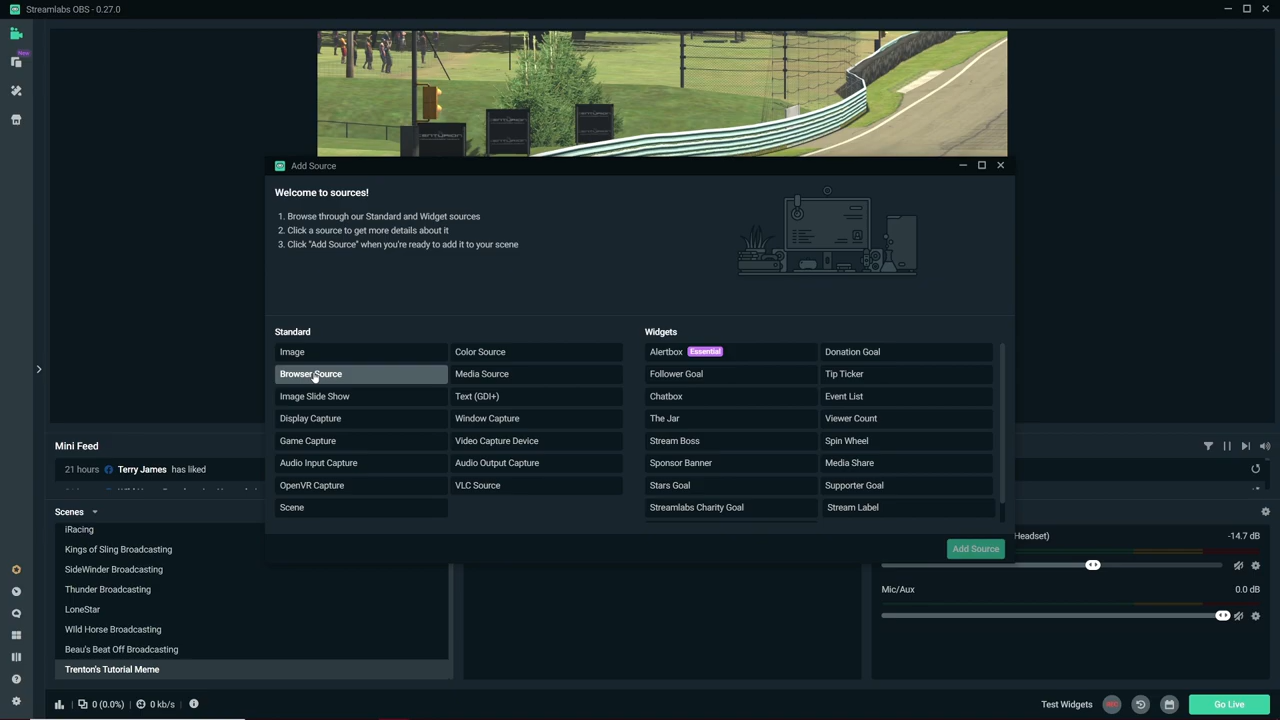 Streamlabs OBS - 0.27.0
New
CENTURION
CENTURION
CENTURION
Add Source
Welcome to sources!
1. Browse through our Standard and Widget sources
2. Click a source to get more details about it
3. Click "Add Source" when you're ready to add it to your scene
Standard
Image
Color Source
Browser Source
Media Source
Image Slide Show
Text (GDI+)
Display Capture
Window Capture
Game Capture
Video Capture Device
Audio Input Capture
Audio Output Capture
OpenVR Capture
VLC Source
Scene
Widgets
Alertbox Essential
Donation Goal
Follower Goal
Tip Ticker
Chatbox
Event List
The Jar
Viewer Count
Stream Boss
Spin Wheel
Sponsor Banner
Media Share
Stars Goal
Supporter Goal
Streamlabs Charity Goal
Stream Label
Add Source
Mini Feed
21 hours Terry James has liked
Scenes
iRacing
Kings of Sling Broadcasting
SideWinder Broadcasting
Thunder Broadcasting
LoneStar
Wild Horse Broadcasting
Beau's Beat Off Broadcasting
Trenton's Tutorial Meme
Headset) -14.7 dB
Mic/Aux 0.0 dB
0 (0.0%) 0 kb/s
Test Widgets REC Go Live